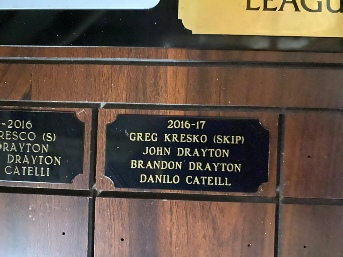 LEAGU
-2016
RESCO (S)
DRAYTON
DRAYTON
CATELLI
2016-17
GREG KRESKO (SKIP)
JOHN DRAYTON
BRANDON DRAYTON
DANILO CATEILL